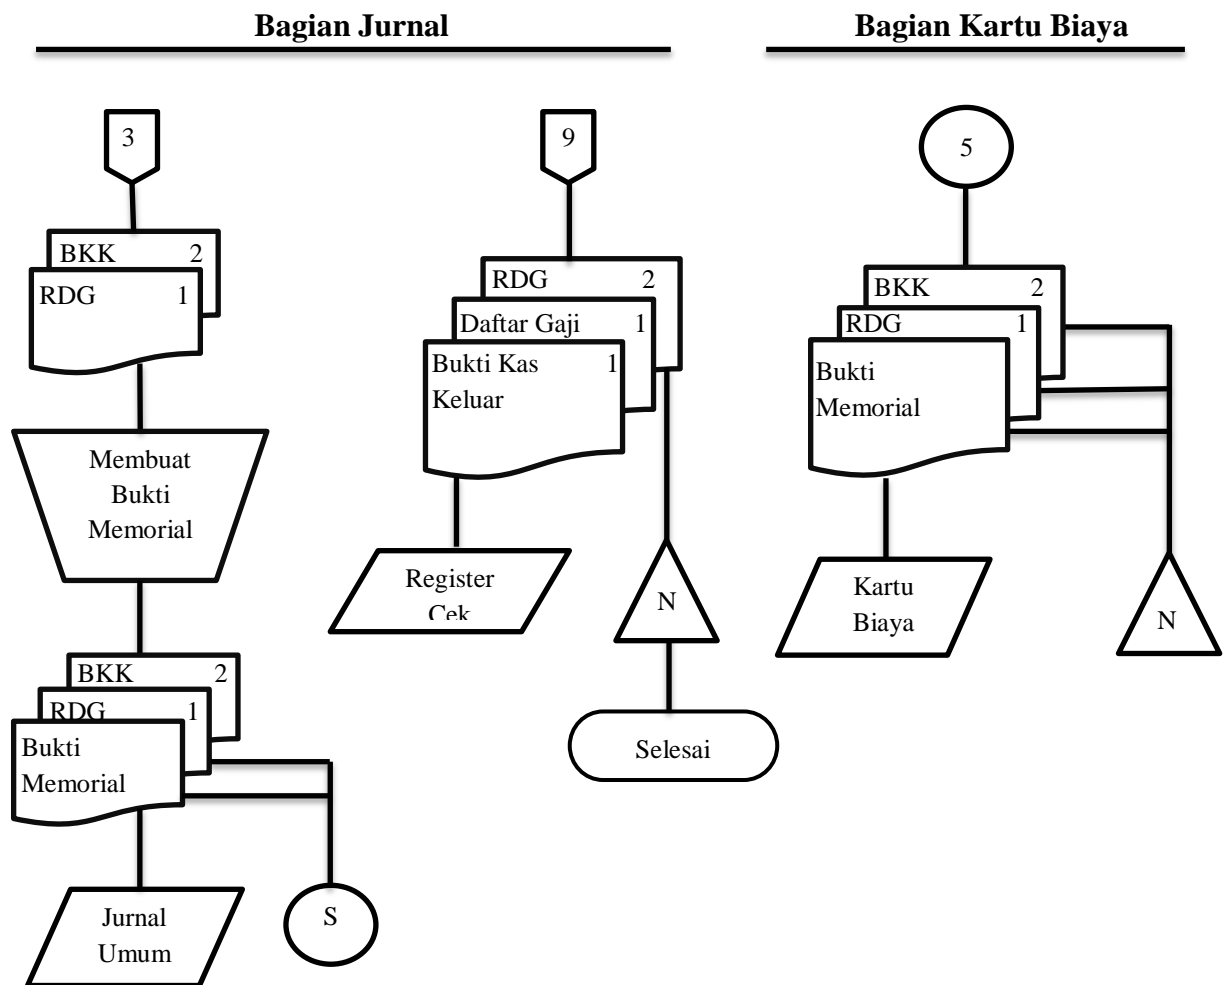 Bagian Jurnal
3
BKK 2
RDG 1
Membuat
Bukti
Memorial
BKK 2
RDG 1
Bukti
Memorial
Jurnal
Umum
S
9
RDG 2
Daftar Gaji 1
Bukti Kas 1
Keluar
Register
Cek
N
Selesai
Bagian Kartu Biaya
5
BKK 2
RDG 1
Bukti
Memorial
Kartu
Biaya
N